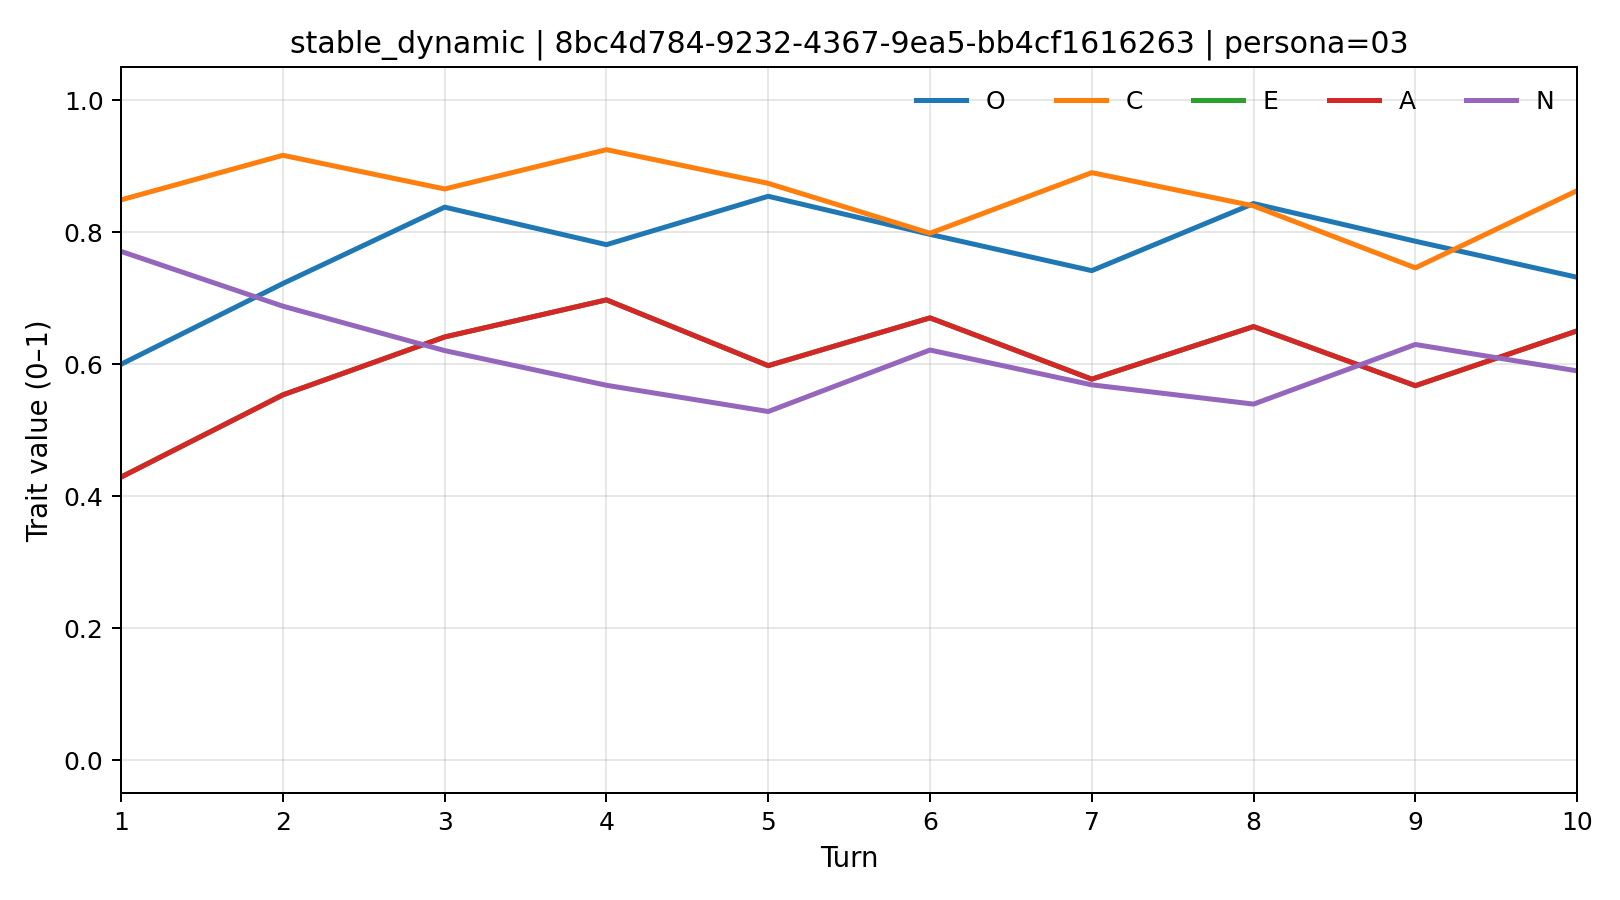 stable_dynamic | 8bc4d784-9232-4367-9ea5-bb4cf1616263 | persona=03
O C E A N
Trait value (0–1)
1.0
0.8
0.6
0.4
0.2
0.0
1 2 3 4 5 6 7 8 9 10
Turn